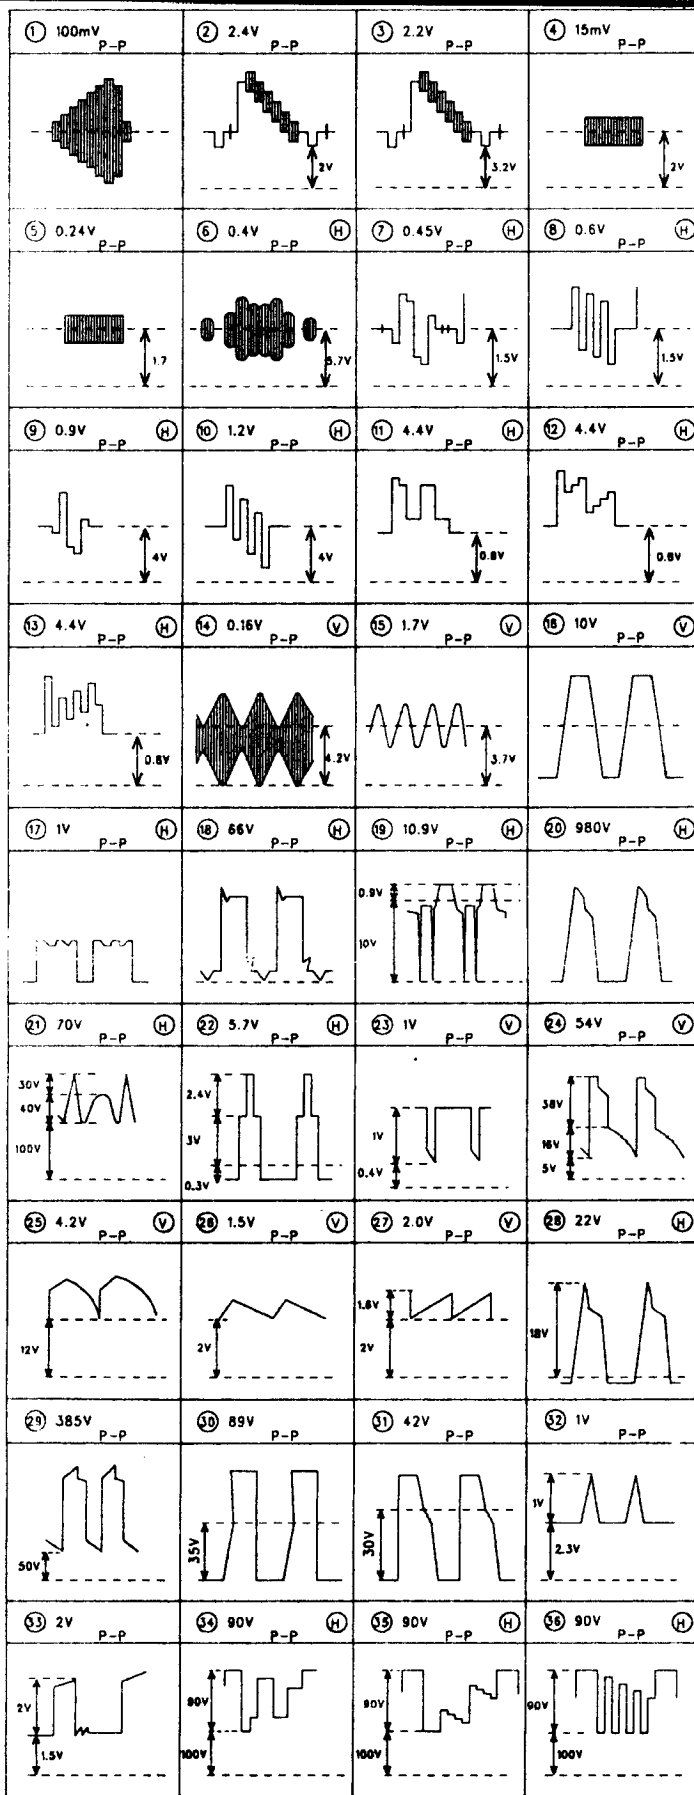 ① 100mV P-P ② 2.4V P-P ③ 2.2V P-P ④ 15mV P-P
2V 3.2V 2V
⑤ 0.24V P-P ⑥ 0.4V P-P Ⓗ ⑦ 0.45V P-P Ⓗ ⑧ 0.6V P-P Ⓗ
1.7 5.7V 1.5V 1.5V
⑨ 0.9V P-P Ⓗ ⑩ 1.2V P-P Ⓗ ⑪ 4.4V P-P Ⓗ ⑫ 4.4V P-P Ⓗ
4V 4V 0.8V 0.8V
⑬ 4.4V P-P Ⓗ ⑭ 0.16V P-P Ⓥ ⑮ 1.7V P-P Ⓥ ⑯ 10V P-P
0.8V 4.2V 3.7V
⑰ 1V P-P Ⓗ ⑱ 66V P-P Ⓗ ⑲ 10.9V P-P Ⓗ ⑳ 980V P-P Ⓗ
0.9V
10V
㉑ 70V P-P Ⓗ ㉒ 5.7V P-P Ⓗ ㉓ 1V P-P Ⓥ ㉔ 54V P-P Ⓥ
30V 2.4V 38V
40V 3V 1V 16V
100V 0.3V 0.4V 5V
㉕ 4.2V P-P Ⓥ ㉖ 1.5V P-P Ⓥ ㉗ 2.0V P-P Ⓥ ㉘ 22V P-P Ⓗ
1.6V
12V 2V 2V 18V
㉙ 385V P-P ㉚ 89V P-P ㉛ 42V P-P ㉜ 1V P-P
1V
50V 35V 30V 2.3V
㉝ 2V P-P ㉞ 90V P-P Ⓗ ㉟ 90V P-P Ⓗ ㊱ 90V P-P Ⓗ
2V 90V 90V 90V
1.5V 100V 100V 100V